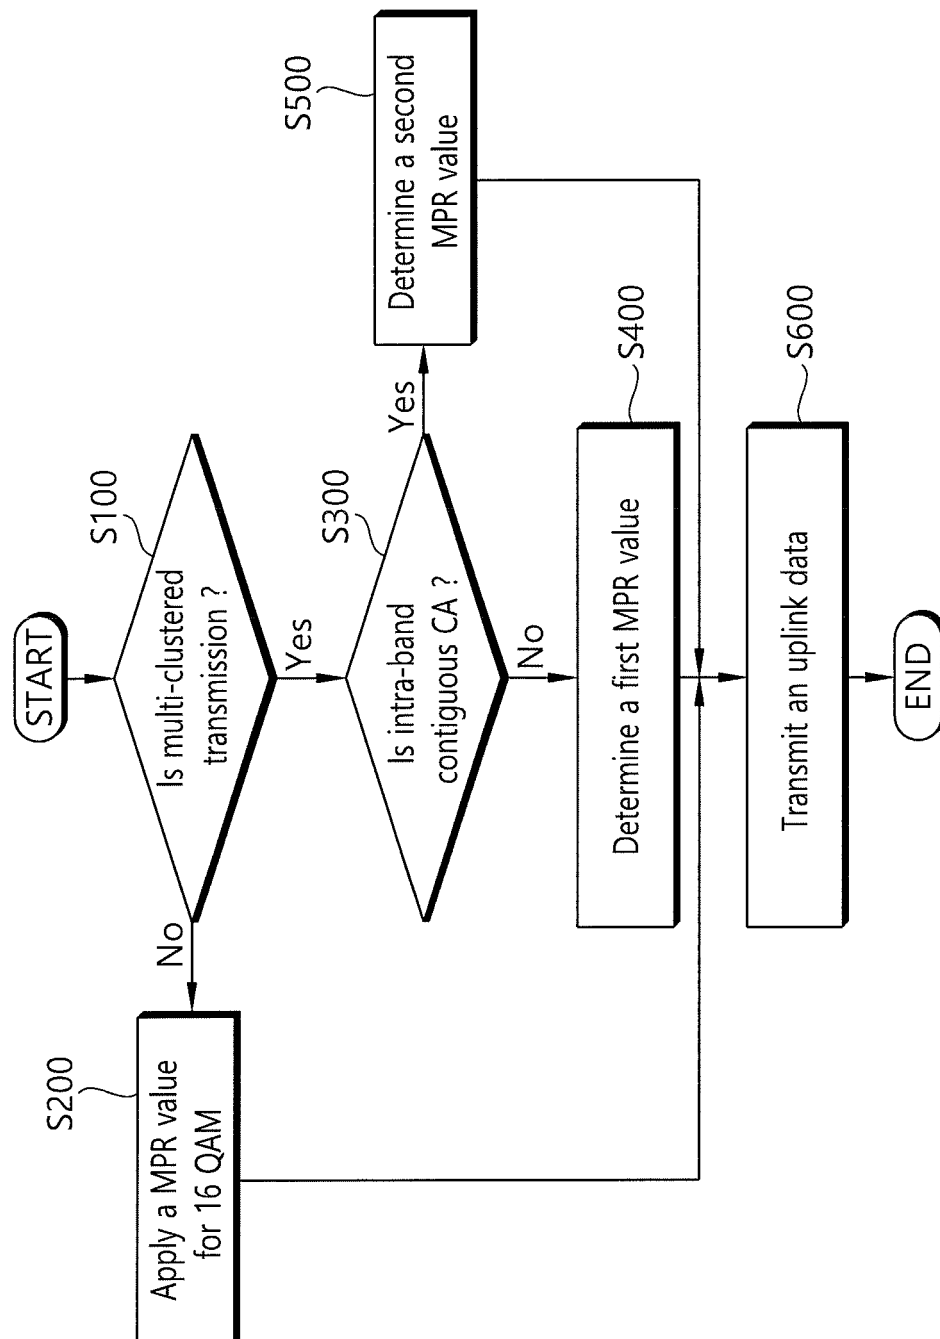 START
S100
Is multi-clustered
transmission ?
No
S200
Apply a MPR value
for 16 QAM
Yes
S300
Is intra-band
contiguous CA ?
Yes
S500
Determine a second
MPR value
No
S400
Determine a first MPR value
S600
Transmit an uplink data
END